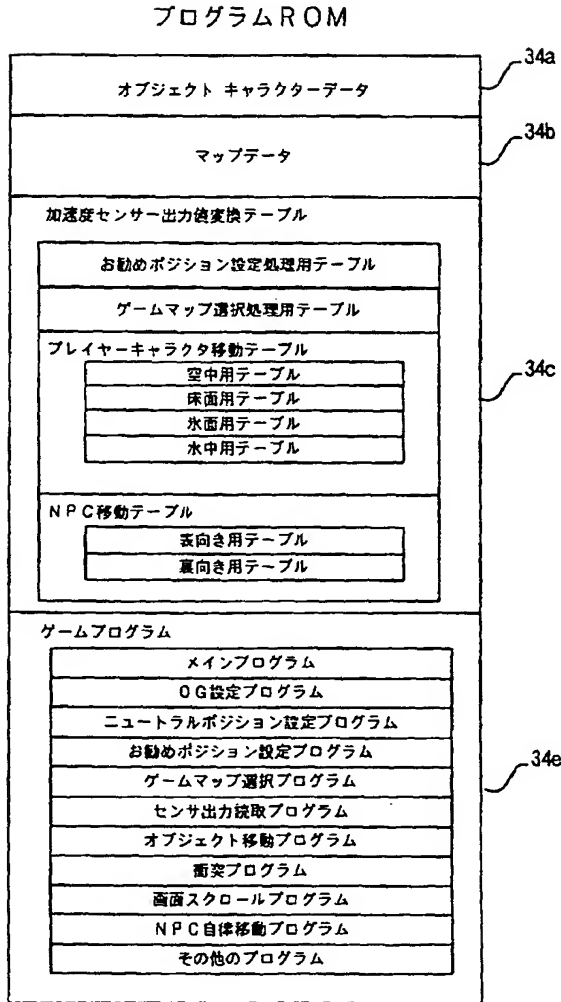 プログラムROM
34a
オブジェクト キャラクターデータ
34b
マップデータ
加速度センサー出力値変換テーブル
お勧めポジション設定処理用テーブル
ゲームマップ選択処理用テーブル
プレイヤーキャラクタ移動テーブル
34c
空中用テーブル
床面用テーブル
氷面用テーブル
水中用テーブル
NPC移動テーブル
表向き用テーブル
裏向き用テーブル
ゲームプログラム
メインプログラム
0G設定プログラム
ニュートラルポジション設定プログラム
お勧めポジション設定プログラム
34e
ゲームマップ選択プログラム
センサ出力読取プログラム
オブジェクト移動プログラム
衝突プログラム
画面スクロールプログラム
NPC自律移動プログラム
その他のプログラム